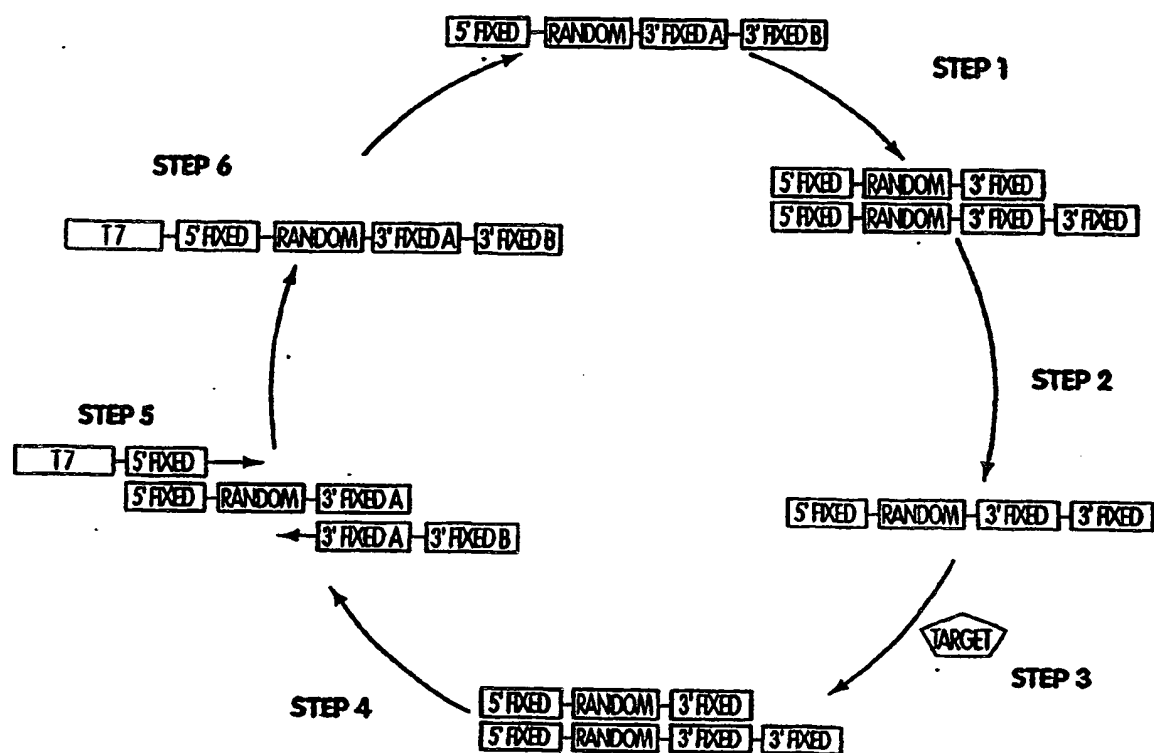 5' FIXED RANDOM 3' FIXED A 3' FIXED B
STEP 1
5' FIXED RANDOM 3' FIXED
5' FIXED RANDOM 3' FIXED 3' FIXED
STEP 2
5' FIXED RANDOM 3' FIXED 3' FIXED
TARGET
STEP 3
5' FIXED RANDOM 3' FIXED
5' FIXED RANDOM 3' FIXED 3' FIXED
STEP 4
STEP 5
T7 5' FIXED
5' FIXED RANDOM 3' FIXED A
3' FIXED A 3' FIXED B
STEP 6
T7 5' FIXED RANDOM 3' FIXED A 3' FIXED B